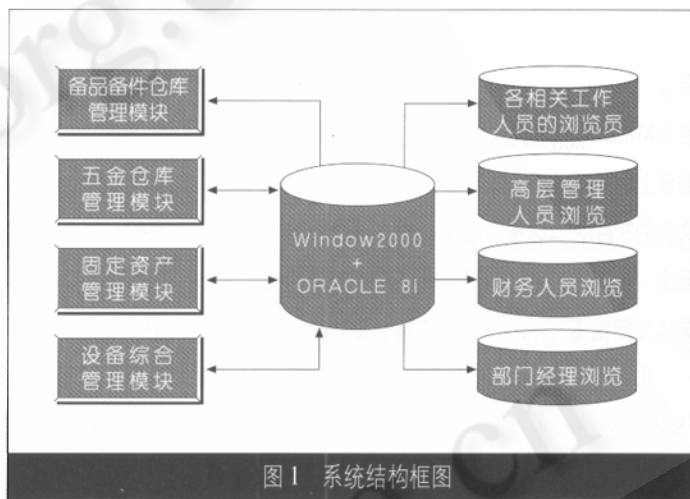 备品备件仓库
管理模块
五金仓库
管理模块
固定资产
管理模块
设备综合
管理模块
Window2000
+
ORACLE 8I
各相关工作
人员的浏览员
高层管理
人员浏览
财务人员浏览
部门经理浏览
图1 系统结构框图